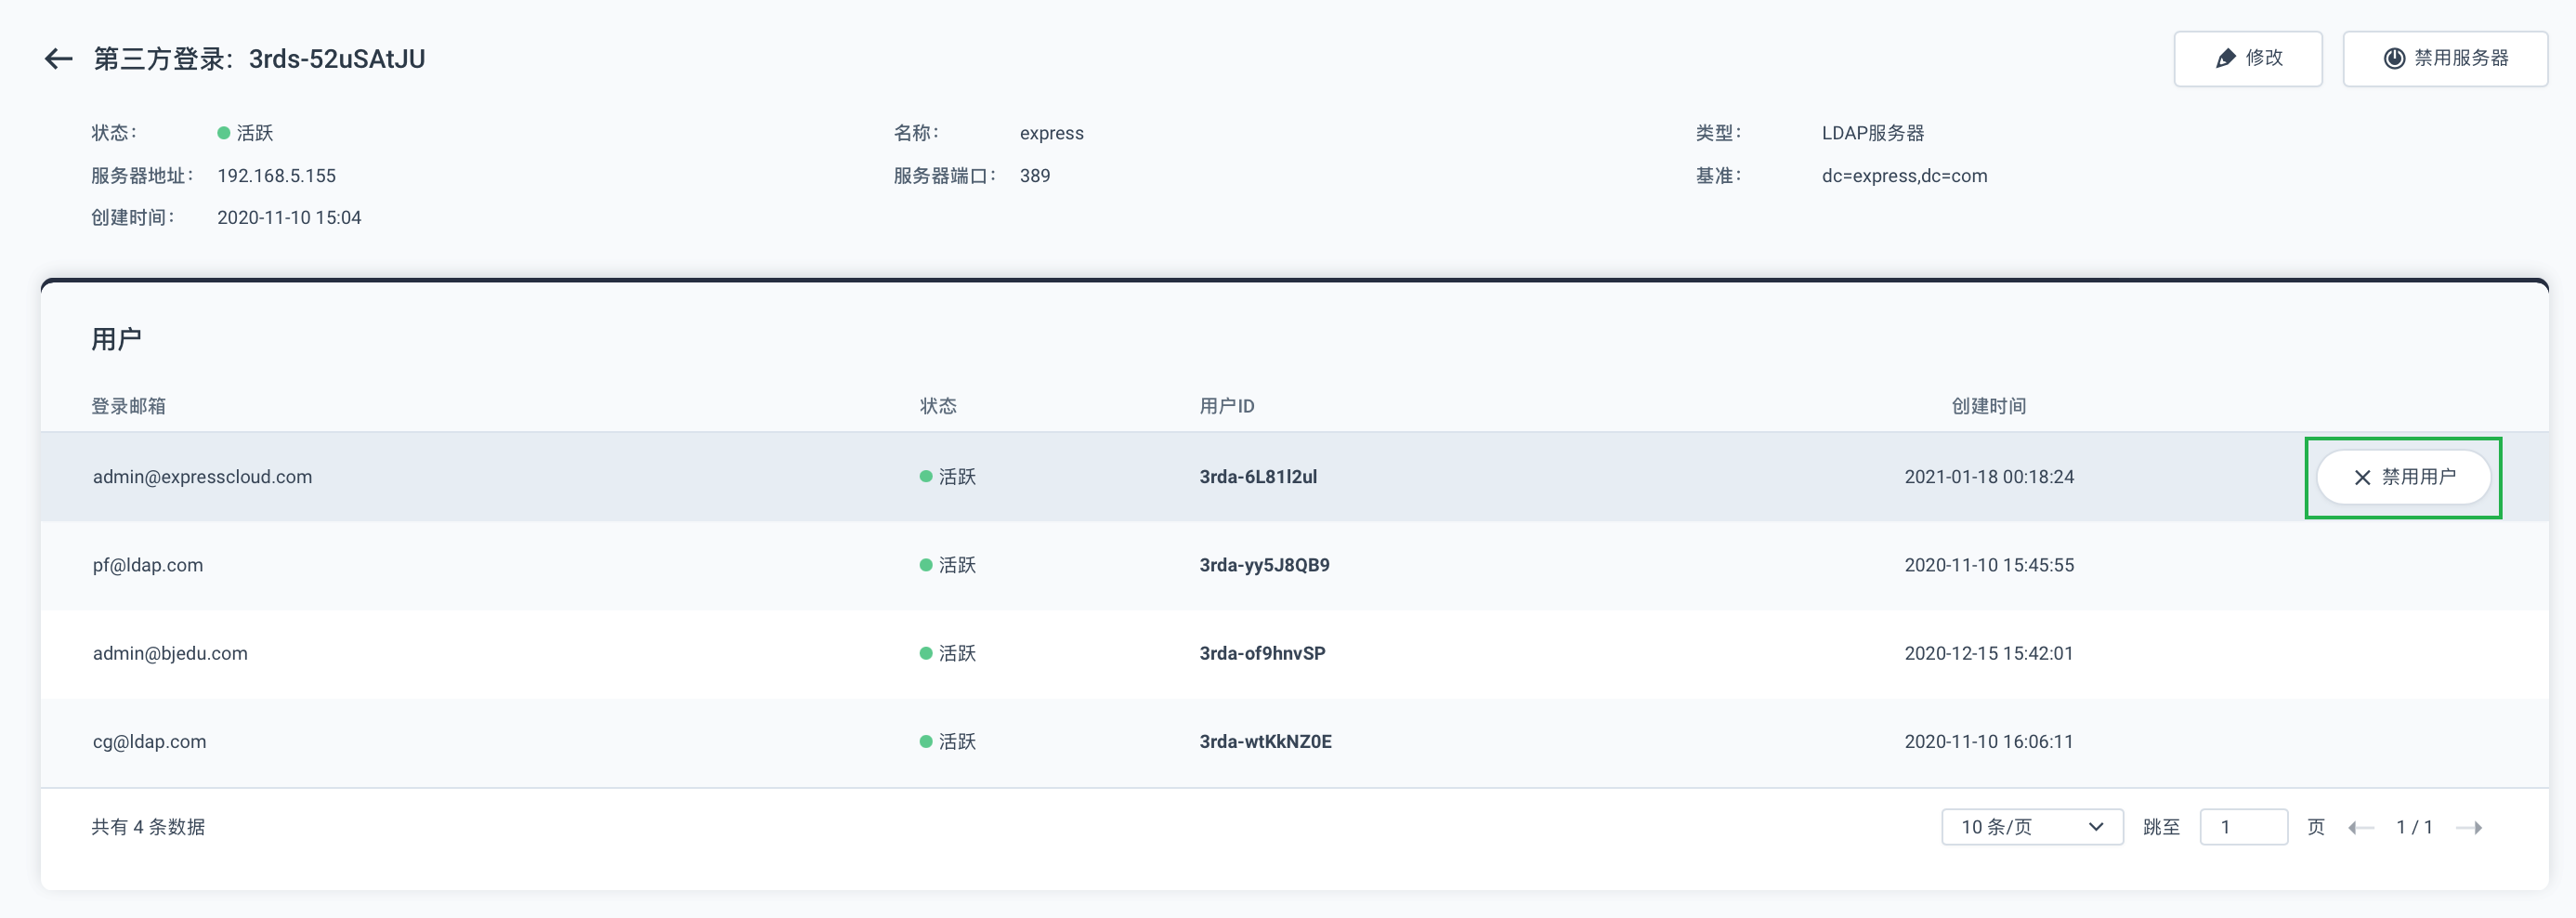 第三方登录：3rds-52uSAtJU
修改
禁用服务器
状态： 活跃
名称： express
类型： LDAP服务器
服务器地址： 192.168.5.155
服务器端口： 389
基准： dc=express,dc=com
创建时间： 2020-11-10 15:04
用户
登录邮箱 状态 用户ID 创建时间
admin@expresscloud.com 活跃 3rda-6L81l2ul 2021-01-18 00:18:24 禁用用户
pf@ldap.com 活跃 3rda-yy5J8QB9 2020-11-10 15:45:55
admin@bjedu.com 活跃 3rda-of9hnvSP 2020-12-15 15:42:01
cg@ldap.com 活跃 3rda-wtKkNZ0E 2020-11-10 16:06:11
共有 4 条数据 10 条/页 跳至 1 页 1 / 1